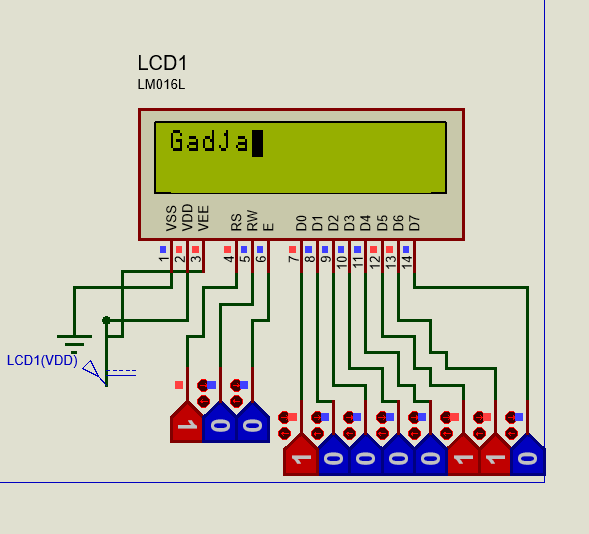 LCD1
LM016L
GadJa
VSS VDD VEE RS RW E D0 D1 D2 D3 D4 D5 D6 D7
1 2 3 4 5 6 7 8 9 10 11 12 13 14
LCD1(VDD)
1 0 0
1 0 0 0 0 1 1 0